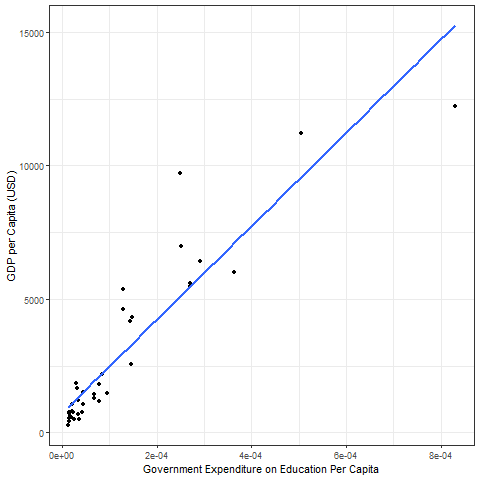 15000
10000
5000
0
GDP per Capita (USD)
0e+00 2e-04 4e-04 6e-04 8e-04
Government Expenditure on Education Per Capita